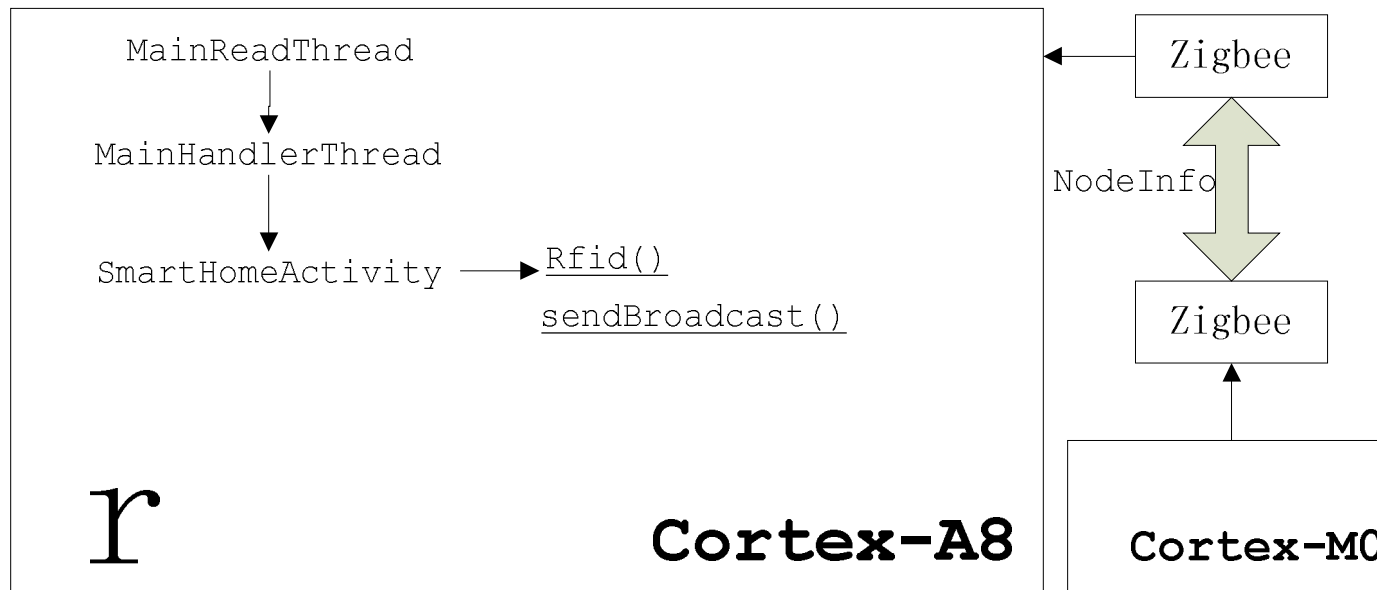 MainReadThread
MainHandlerThread
SmartHomeActivity
Rfid()
sendBroadcast()
r
Cortex-A8
Zigbee
NodeInfo
Zigbee
Cortex-M0